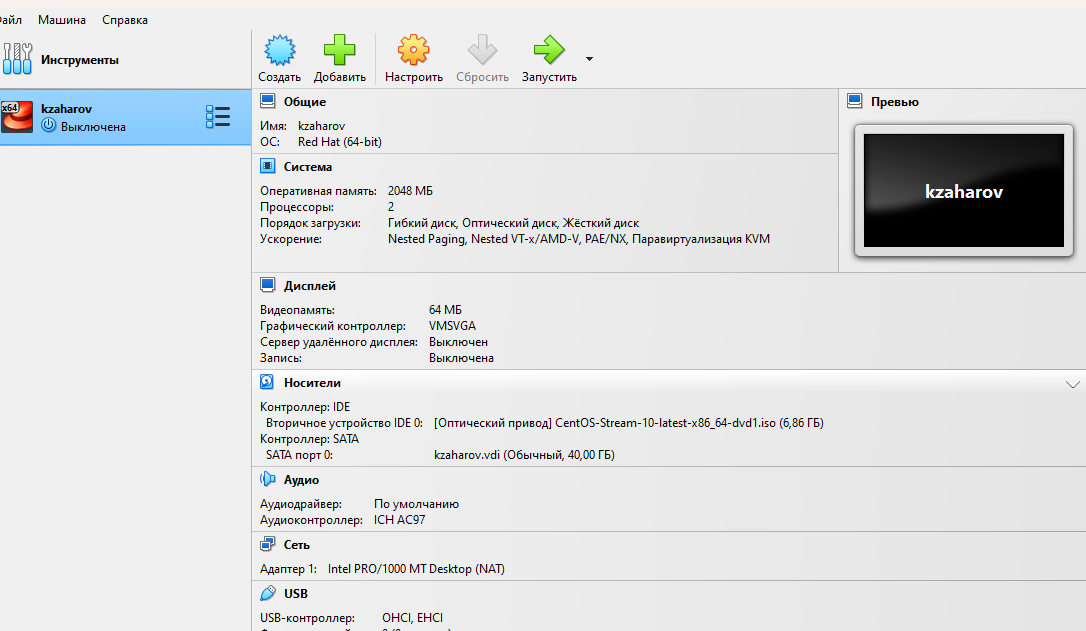 айл Машина Справка
Инструменты
Создать Добавить Настроить Сбросить Запустить
x64 kzaharov
Выключена
Общие
Имя: kzaharov
ОС: Red Hat (64-bit)
Превью
kzaharov
Система
Оперативная память: 2048 МБ
Процессоры: 2
Порядок загрузки: Гибкий диск, Оптический диск, Жёсткий диск
Ускорение: Nested Paging, Nested VT-x/AMD-V, PAE/NX, Паравиртуализация KVM
Дисплей
Видеопамять: 64 МБ
Графический контроллер: VMSVGA
Сервер удалённого дисплея: Выключен
Запись: Выключена
Носители
Контроллер: IDE
Вторичное устройство IDE 0: [Оптический привод] CentOS-Stream-10-latest-x86_64-dvd1.iso (6,86 ГБ)
Контроллер: SATA
SATA порт 0: kzaharov.vdi (Обычный, 40,00 ГБ)
Аудио
Аудиодрайвер: По умолчанию
Аудиоконтроллер: ICH AC97
Сеть
Адаптер 1: Intel PRO/1000 MT Desktop (NAT)
USB
USB-контроллер: OHCI, EHCI